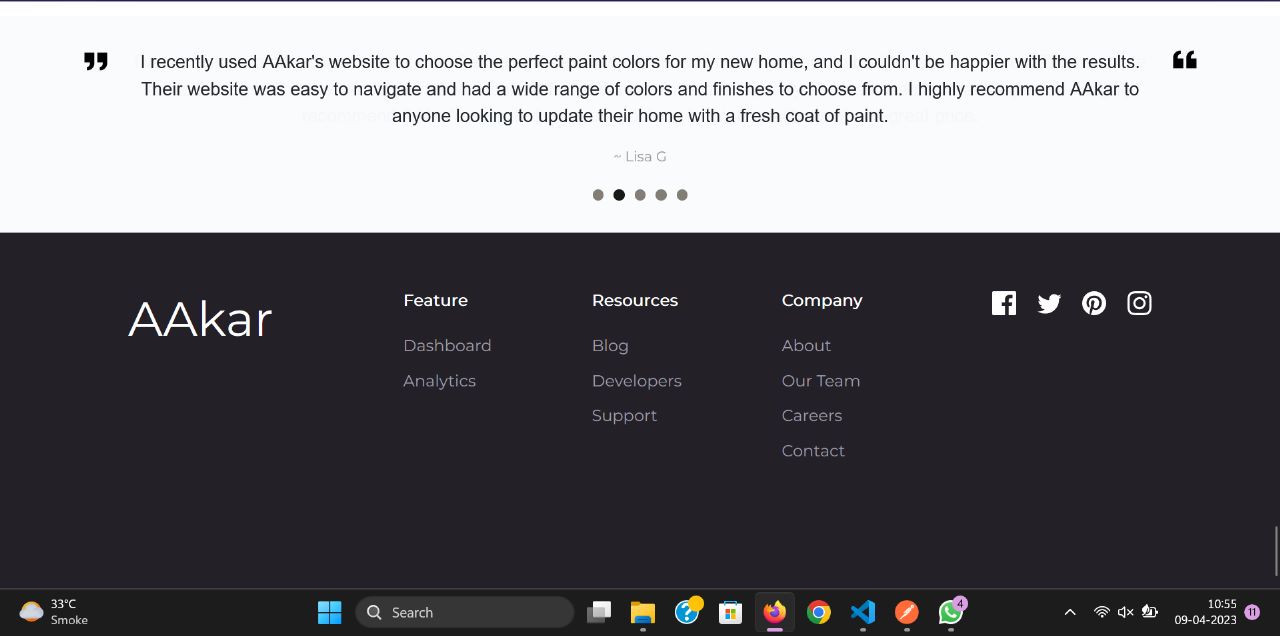 I recently used AAkar's website to choose the perfect paint colors for my new home, and I couldn't be happier with the results.
Their website was easy to navigate and had a wide range of colors and finishes to choose from. I highly recommend AAkar to
anyone looking to update their home with a fresh coat of paint.
~ Lisa G
AAkar
Feature
Dashboard
Analytics
Resources
Blog
Developers
Support
Company
About
Our Team
Careers
Contact
33°C
Smoke
Search
4
10:55
09-04-2023
11